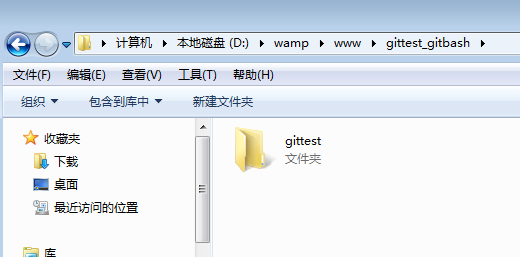 计算机 本地磁盘 (D:) wamp www gittest_gitbash
文件(F) 编辑(E) 查看(V) 工具(T) 帮助(H)
组织 包含到库中 新建文件夹
收藏夹
下载
桌面
最近访问的位置
库
gittest
文件夹